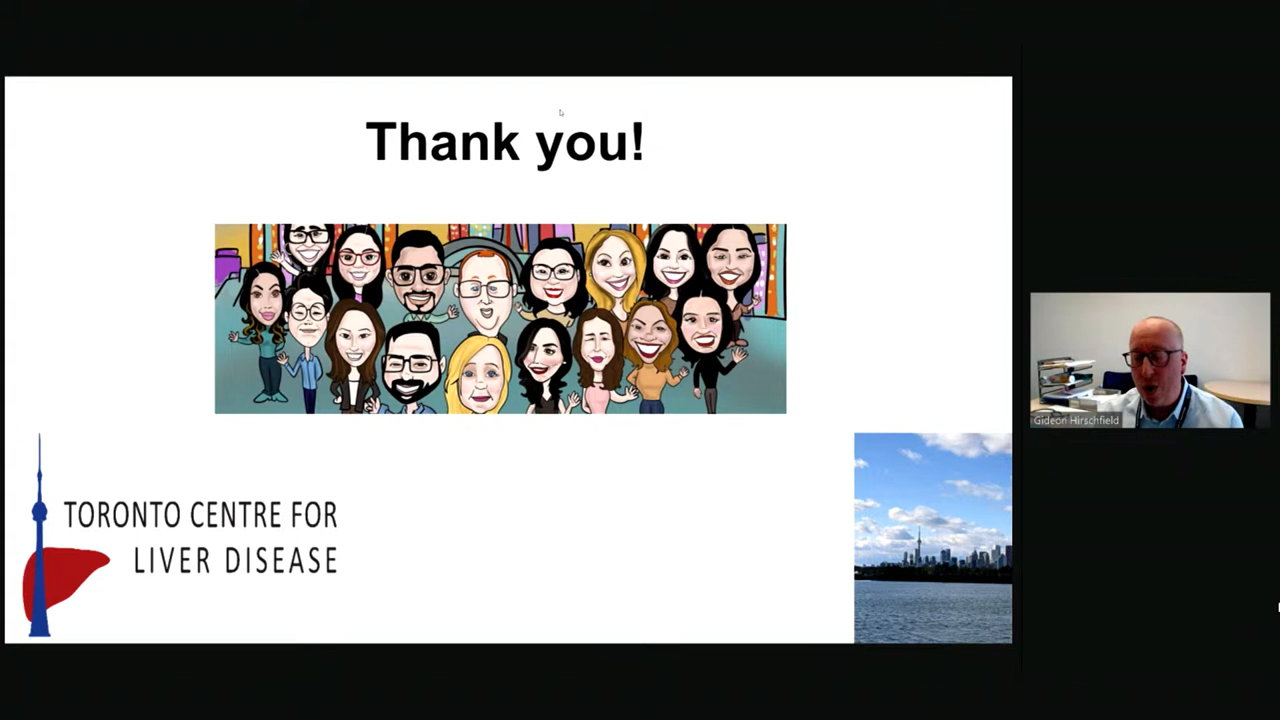 Thank you!
TORONTO CENTRE FOR
LIVER DISEASE
Gideon Hirschfield